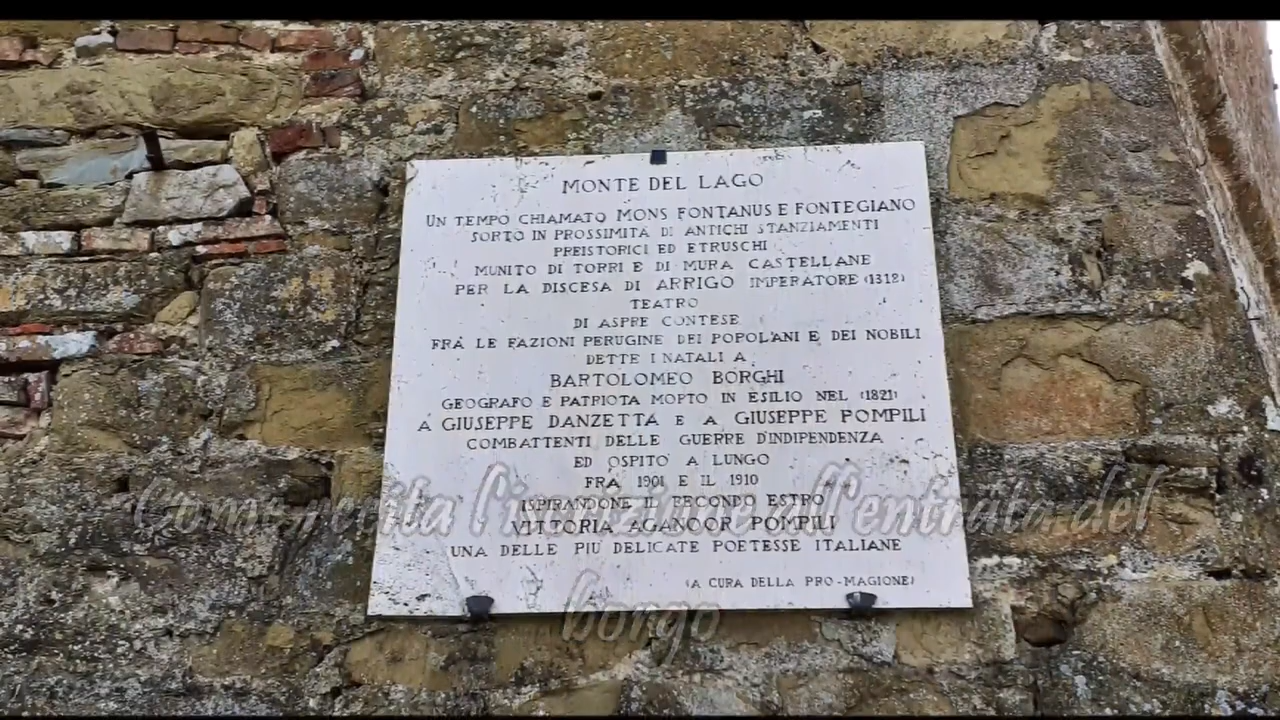 MONTE DEL LAGO
UN TEMPO CHIAMATO MONS FONTANUS E FONTEGIANO
SORTO IN PROSSIMITÀ DI ANTICHI STANZIAMENTI
PREISTORICI ED ETRUSCHI
MUNITO DI TORRI E DI MURA CASTELLANE
PER LA DISCESA DI ARRIGO IMPERATORE (1312)
TEATRO
DI ASPRE CONTESE
FRÀ LE FAZIONI PERUGINE DEI POPOLANI E DEI NOBILI
DETTE I NATALI A
BARTOLOMEO BORGHI
GEOGRAFO E PATRIOTA MORTO IN ESILIO NEL (1821)
A GIUSEPPE DANZETTA E A GIUSEPPE POMPILI
COMBATTENTI DELLE GUERRE D'INDIPENDENZA
ED OSPITÒ A LUNGO
FRA 1901 E IL 1910
ISPIRANDONE IL FECONDO ESTRO
VITTORIA AGANOOR POMPILI
UNA DELLE PIÙ DELICATE POETESSE ITALIANE
(A CURA DELLA PRO-MAGIONE)
Come recita l'iscrizione all'entrata del
borgo